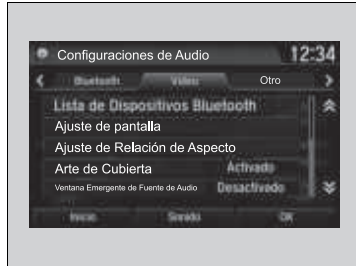 Configuraciones de Audio 12:34
Bluetooth Video Otro
Lista de Dispositivos Bluetooth
Ajuste de pantalla
Ajuste de Relación de Aspecto
Arte de Cubierta Activado
Ventana Emergente de Fuente de Audio Desactivado
Inicio Sonido OK